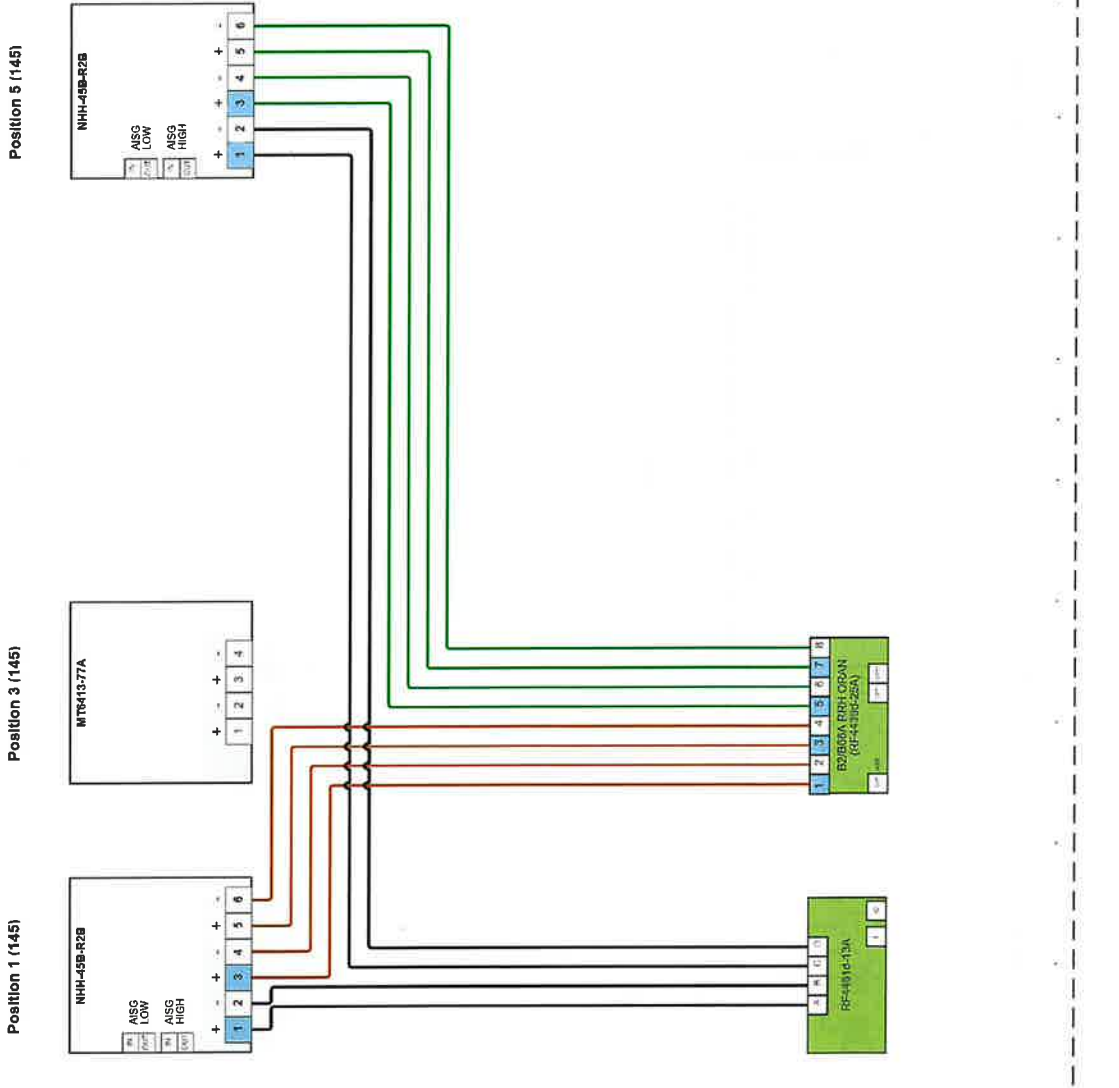 Position 1 (145)
NHH-45B-R2B
AISG
LOW
IN
OUT
AISG
HIGH
IN
OUT
+ - + - + -
1 2 3 4 5 6
Position 3 (145)
MT6413-77A
+ - + -
1 2 3 4
Position 5 (145)
NHH-45B-R2B
AISG
LOW
IN
OUT
AISG
HIGH
IN
OUT
+ - + - + -
1 2 3 4 5 6
A B C D
RF4461d-13A
1 2 3 4 5 6 7 8
B2/B66A RRH ORAN
(RF4439d-25A)